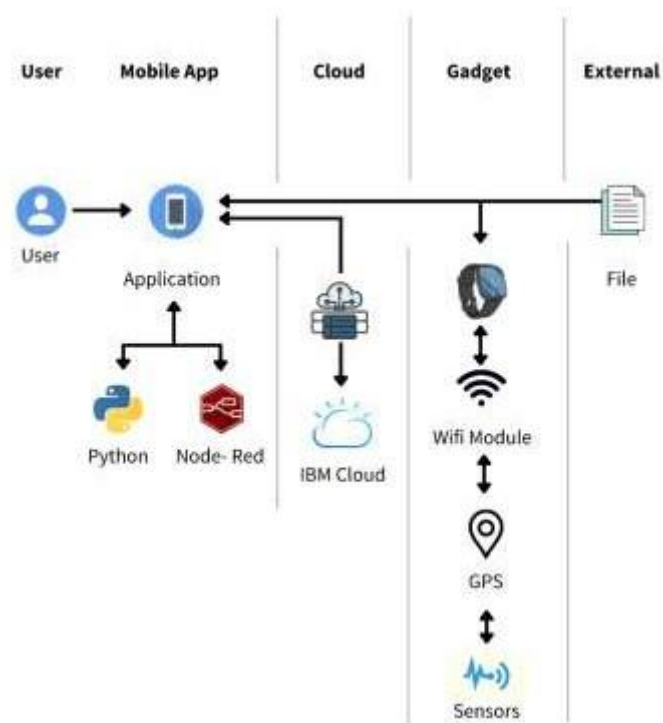 User
Mobile App
Cloud
Gadget
External
User
Application
File
Python
Node- Red
IBM Cloud
Wifi Module
GPS
Sensors